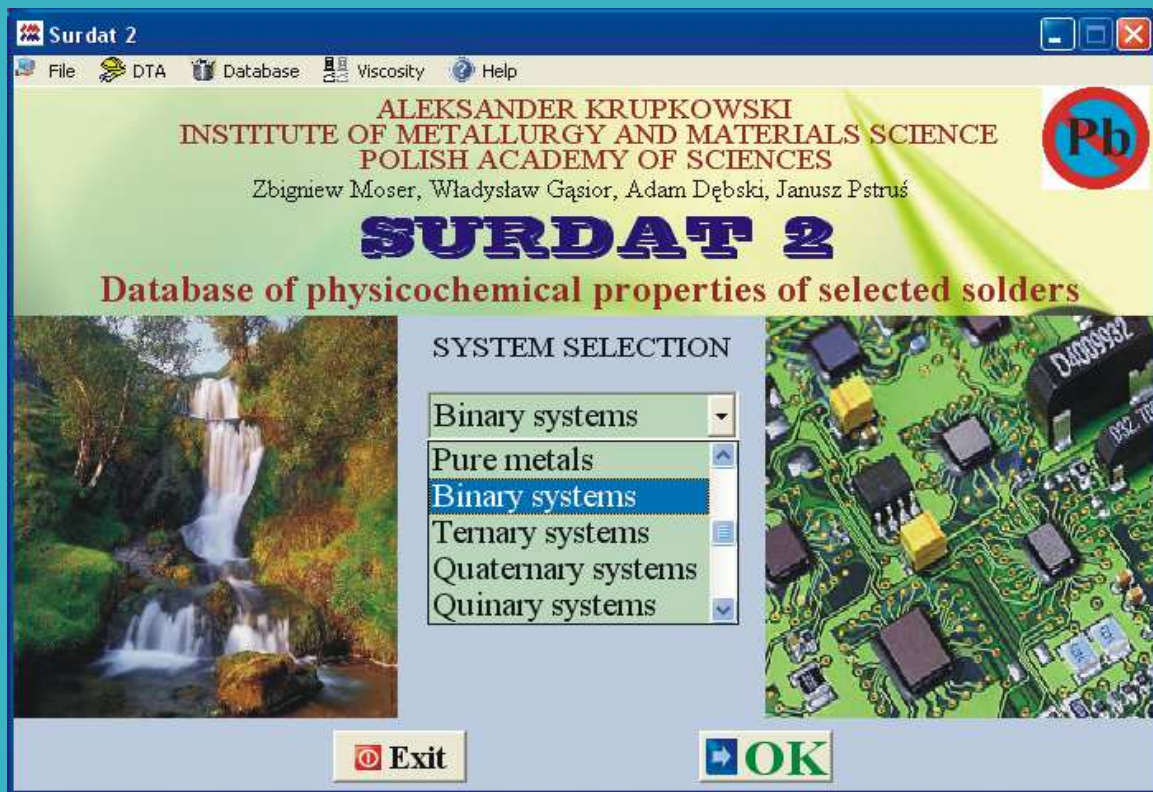 Surdat 2
File DTA Database Viscosity Help
ALEKSANDER KRUPKOWSKI
INSTITUTE OF METALLURGY AND MATERIALS SCIENCE
POLISH ACADEMY OF SCIENCES
Zbigniew Moser, Władysław Gąsior, Adam Dębski, Janusz Pstruś
Pb
SURDAT 2
Database of physicochemical properties of selected solders
SYSTEM SELECTION
Binary systems
Pure metals
Binary systems
Ternary systems
Quaternary systems
Quinary systems
D4009932
Exit
OK